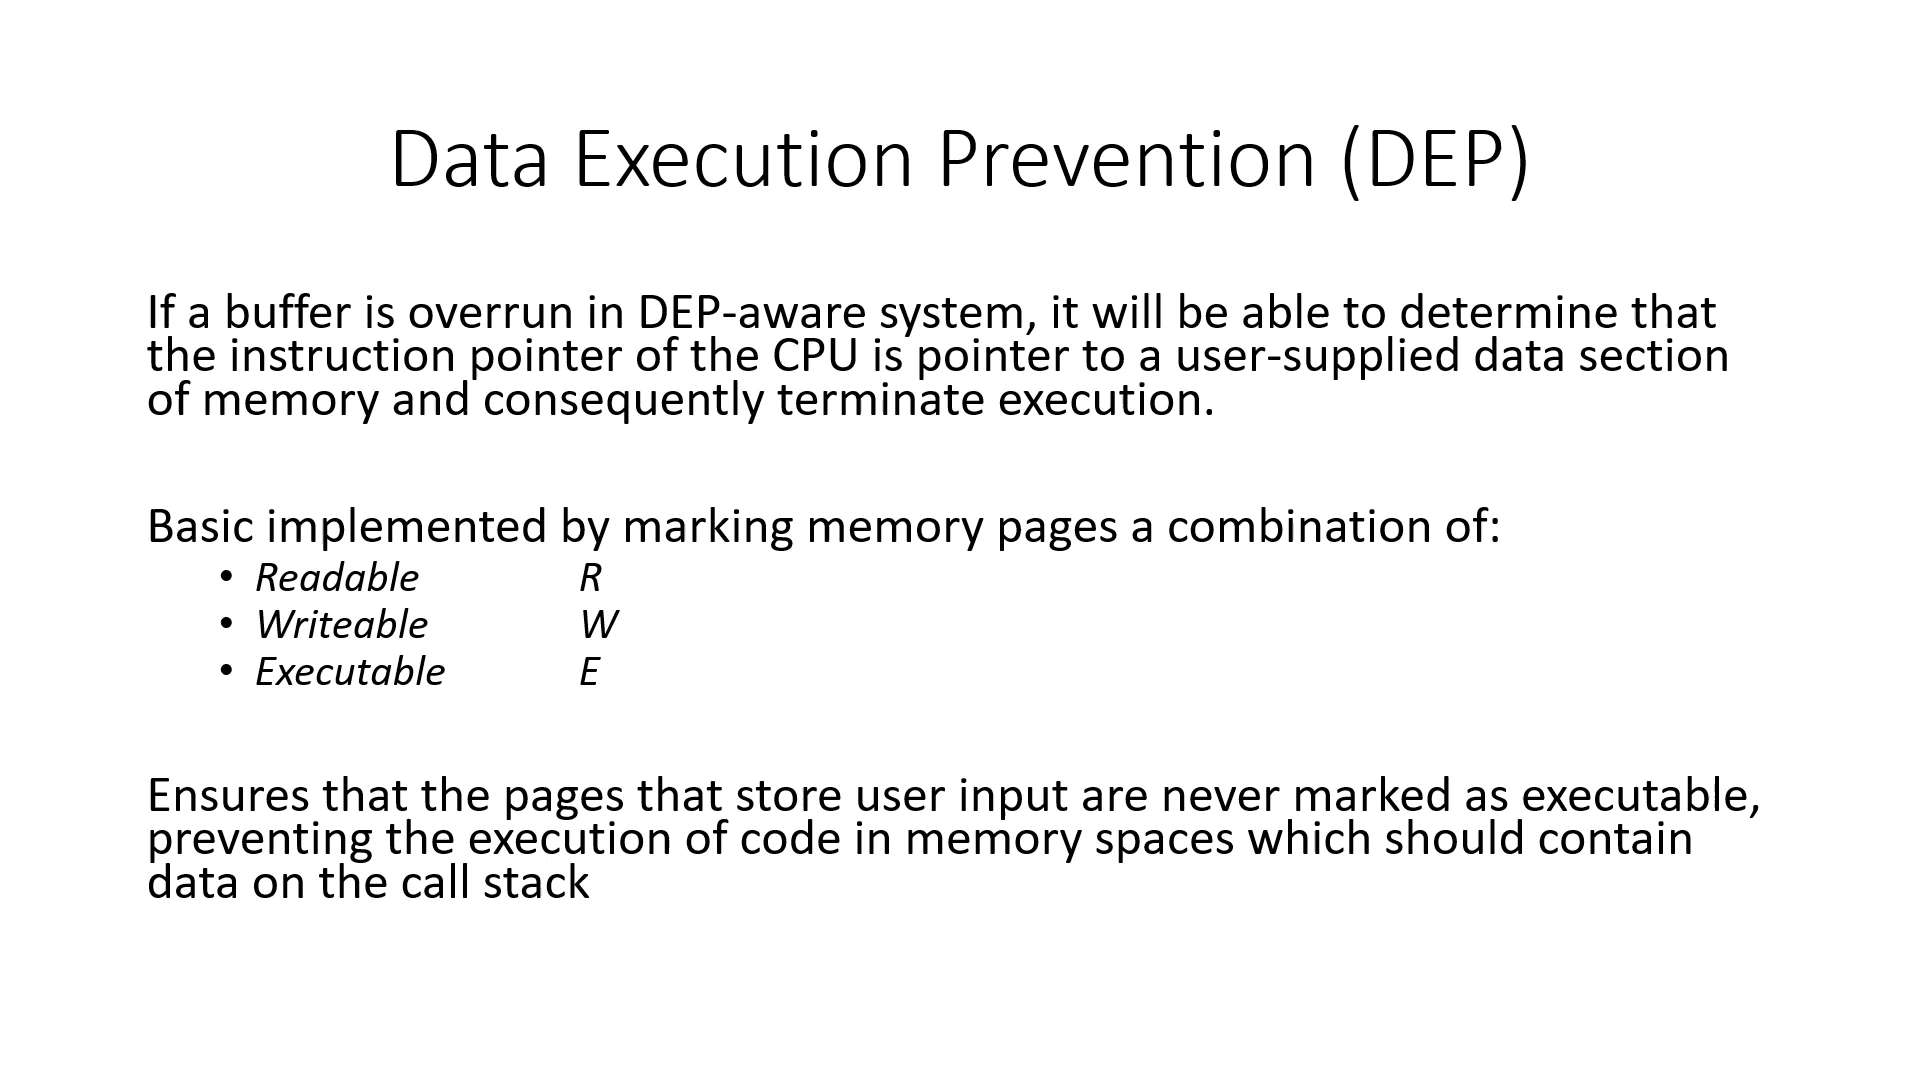 Data Execution Prevention (DEP)
If a buffer is overrun in DEP-aware system, it will be able to determine that
the instruction pointer of the CPU is pointer to a user-supplied data section
of memory and consequently terminate execution.
Basic implemented by marking memory pages a combination of:
• Readable R
• Writeable W
• Executable E
Ensures that the pages that store user input are never marked as executable,
preventing the execution of code in memory spaces which should contain
data on the call stack